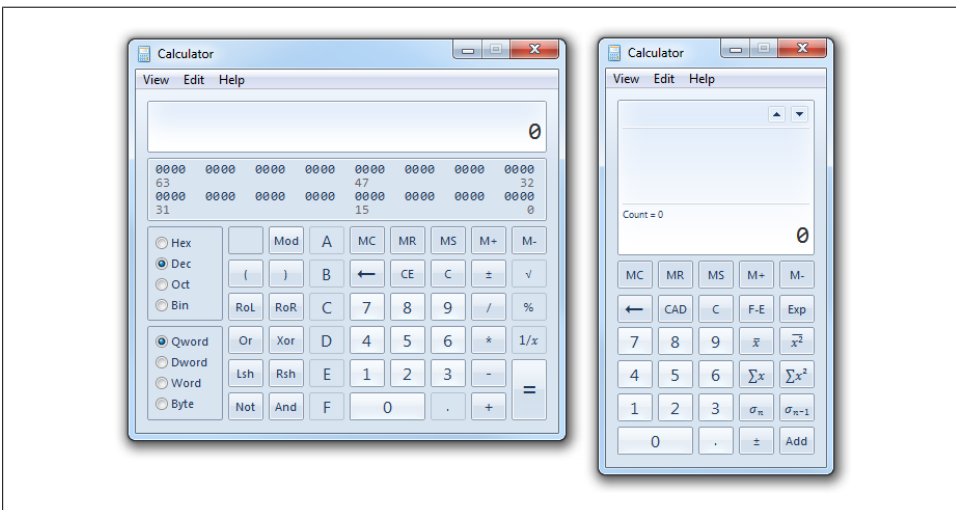 Calculator
View Edit Help
0
0000 0000 0000 0000 0000 0000 0000 0000
63 47 32
0000 0000 0000 0000 0000 0000 0000 0000
31 15 0
Hex
Dec
Oct
Bin
Qword
Dword
Word
Byte
Mod A MC MR MS M+ M-
( ) B ← CE C ± √
RoL RoR C 7 8 9 / %
Or Xor D 4 5 6 * 1/x
Lsh Rsh E 1 2 3 - =
Not And F 0 . +
Calculator
View Edit Help
Count = 0
0
MC MR MS M+ M-
← CAD C F-E Exp
7 8 9 x̅ x̅²
4 5 6 ∑x ∑x²
1 2 3 σn σn-1
0 . ± Add